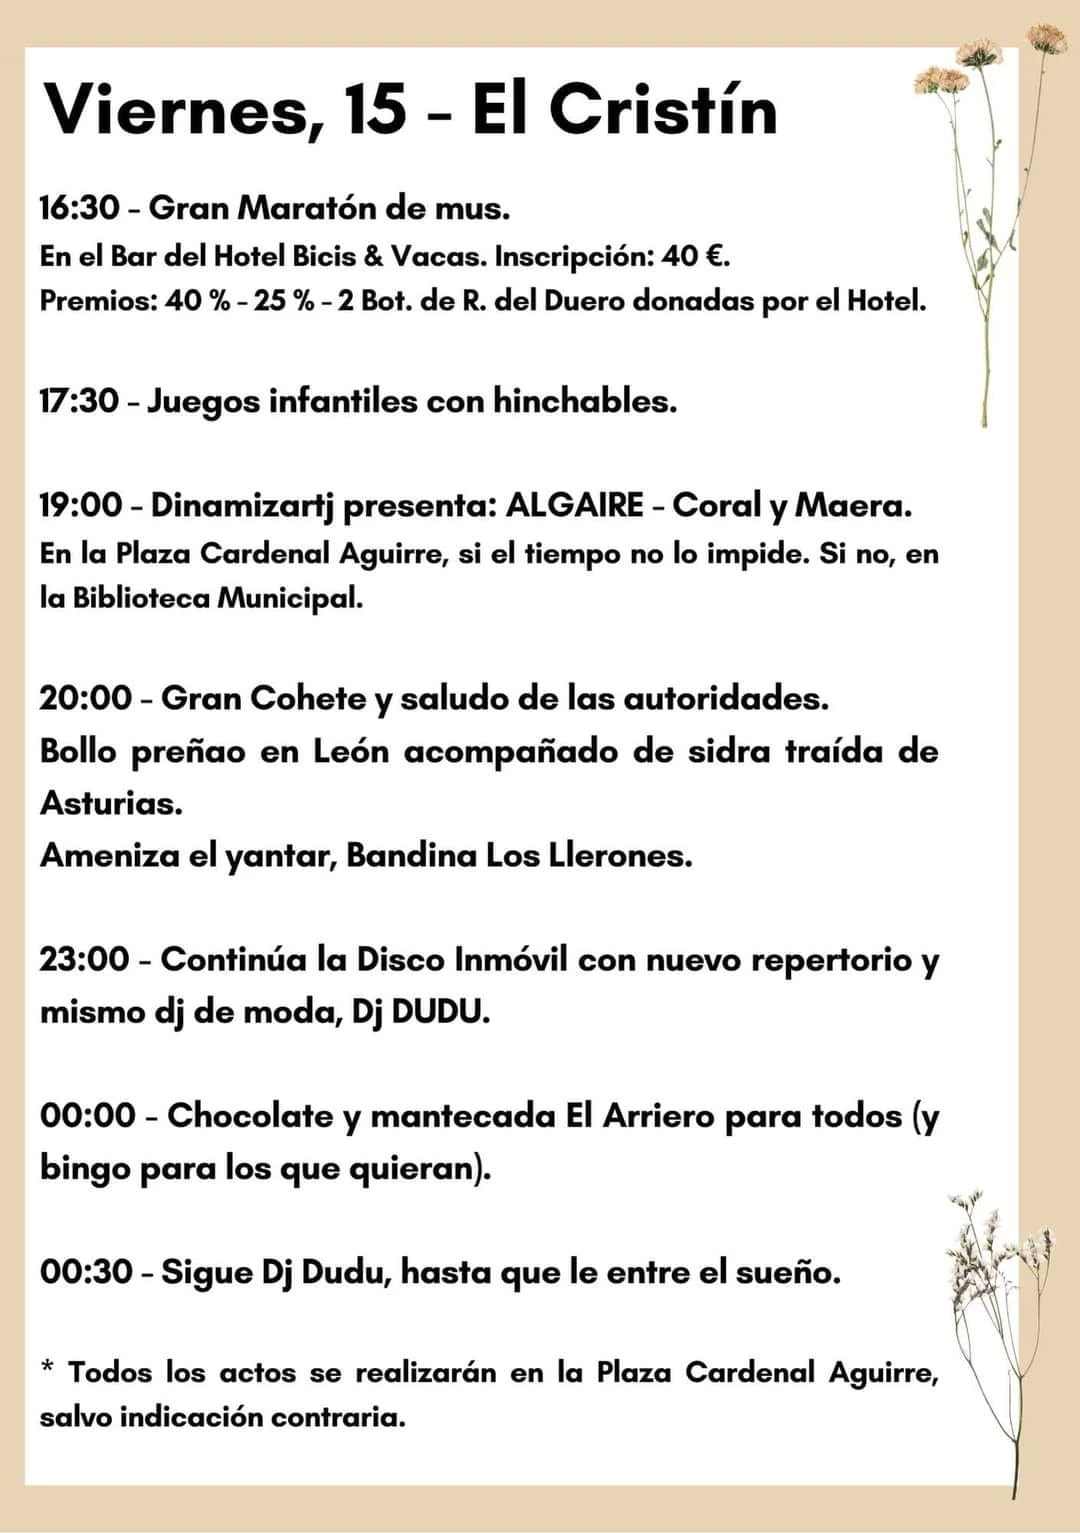 Viernes, 15 - El Cristín
16:30 - Gran Maratón de mus.
En el Bar del Hotel Bicis & Vacas. Inscripción: 40 €.
Premios: 40 % - 25 % - 2 Bot. de R. del Duero donadas por el Hotel.
17:30 - Juegos infantiles con hinchables.
19:00 - Dinamizartj presenta: ALGAIRE - Coral y Maera.
En la Plaza Cardenal Aguirre, si el tiempo no lo impide. Si no, en
la Biblioteca Municipal.
20:00 - Gran Cohete y saludo de las autoridades.
Bollo preñao en León acompañado de sidra traída de
Asturias.
Ameniza el yantar, Bandina Los Llerones.
23:00 - Continúa la Disco Inmóvil con nuevo repertorio y
mismo dj de moda, Dj DUDU.
00:00 - Chocolate y mantecada El Arriero para todos (y
bingo para los que quieran).
00:30 - Sigue Dj Dudu, hasta que le entre el sueño.
* Todos los actos se realizarán en la Plaza Cardenal Aguirre,
salvo indicación contraria.